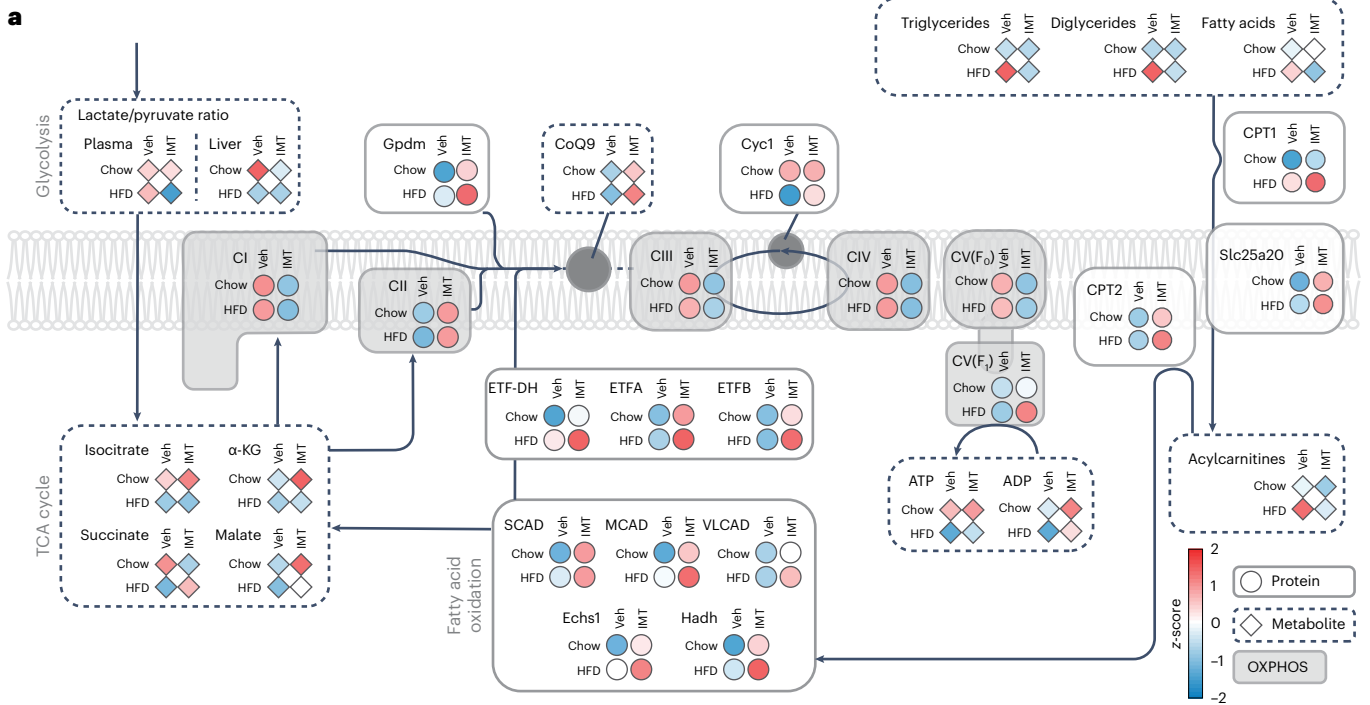 a
Triglycerides Veh IMT Diglycerides Veh IMT Fatty acids Veh IMT
Chow Chow Chow
HFD HFD HFD
Glycolysis
Lactate/pyruvate ratio
Plasma Veh IMT Liver Veh IMT
Chow Chow
HFD HFD
Gpdm Veh IMT
Chow
HFD
CoQ9 Veh IMT
Chow
HFD
Cyc1 Veh IMT
Chow
HFD
CPT1 Veh IMT
Chow
HFD
CI Veh IMT
Chow
HFD
CII Veh IMT
Chow
HFD
CIII Veh IMT
Chow
HFD
CIV Veh IMT
Chow
HFD
CV(F0) Veh IMT
Chow
HFD
CV(F1) Veh IMT
Chow
HFD
CPT2 Veh IMT
Chow
HFD
Slc25a20 Veh IMT
Chow
HFD
ETF-DH Veh IMT ETFA Veh IMT ETFB Veh IMT
Chow Chow Chow
HFD HFD HFD
TCA cycle
Isocitrate Veh IMT α-KG Veh IMT
Chow Chow
HFD HFD
Succinate Veh IMT Malate Veh IMT
Chow Chow
HFD HFD
Fatty acid
oxidation
SCAD Veh IMT MCAD Veh IMT VLCAD Veh IMT
Chow Chow Chow
HFD HFD HFD
Echs1 Veh IMT Hadh Veh IMT
Chow Chow
HFD HFD
ATP Veh IMT ADP Veh IMT
Chow Chow
HFD HFD
Acylcarnitines Veh IMT
Chow
HFD
z-score
2
1
0
–1
–2
Protein
Metabolite
OXPHOS